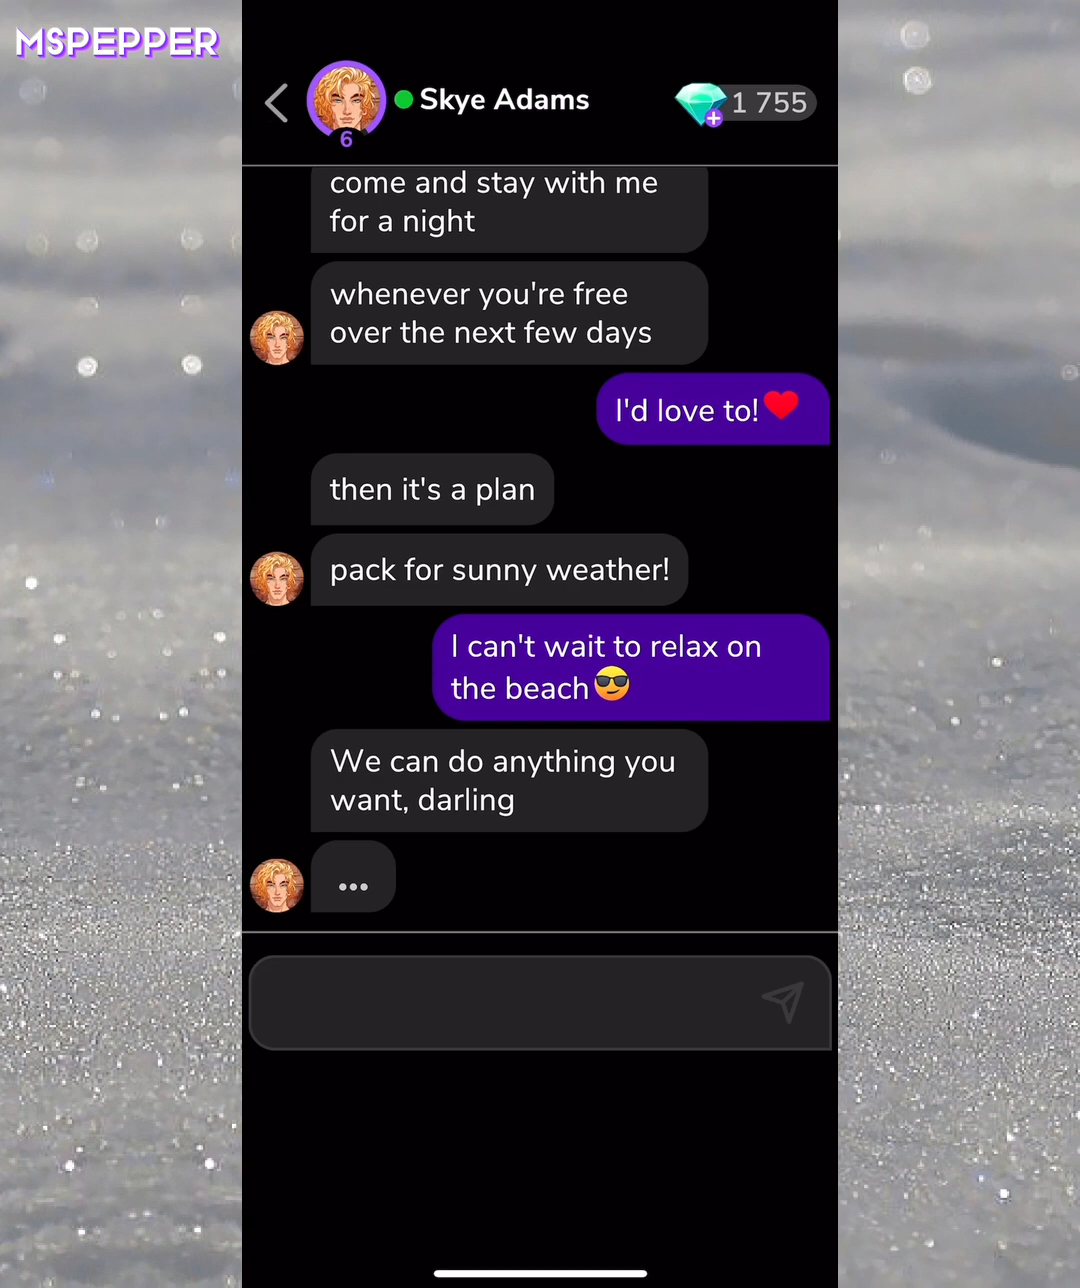 MSPEPPER
Skye Adams
1 755
6
come and stay with me
for a night
whenever you're free
over the next few days
I'd love to!❤️
then it's a plan
pack for sunny weather!
I can't wait to relax on
the beach😎
We can do anything you
want, darling
...